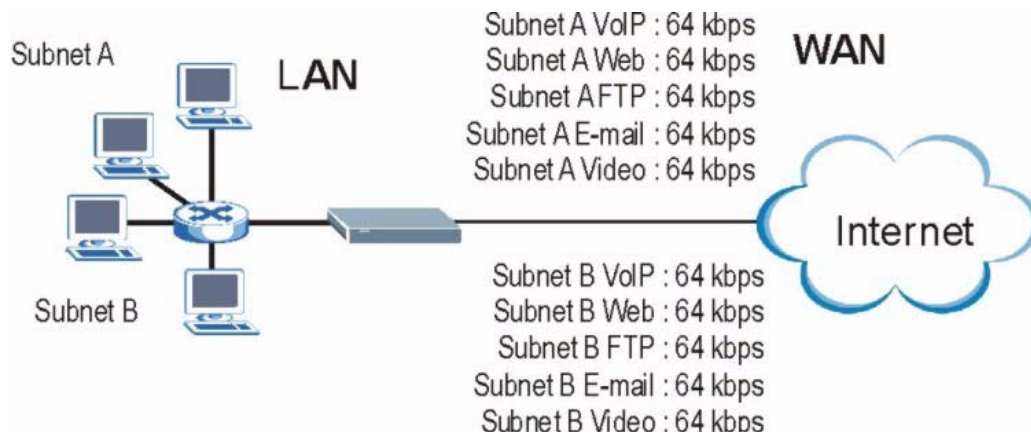 Subnet A
LAN
Subnet A VoIP : 64 kbps
Subnet A Web : 64 kbps
Subnet A FTP : 64 kbps
Subnet A E-mail : 64 kbps
Subnet A Video : 64 kbps
WAN
Internet
Subnet B
Subnet B VoIP : 64 kbps
Subnet B Web : 64 kbps
Subnet B FTP : 64 kbps
Subnet B E-mail : 64 kbps
Subnet B Video : 64 kbps